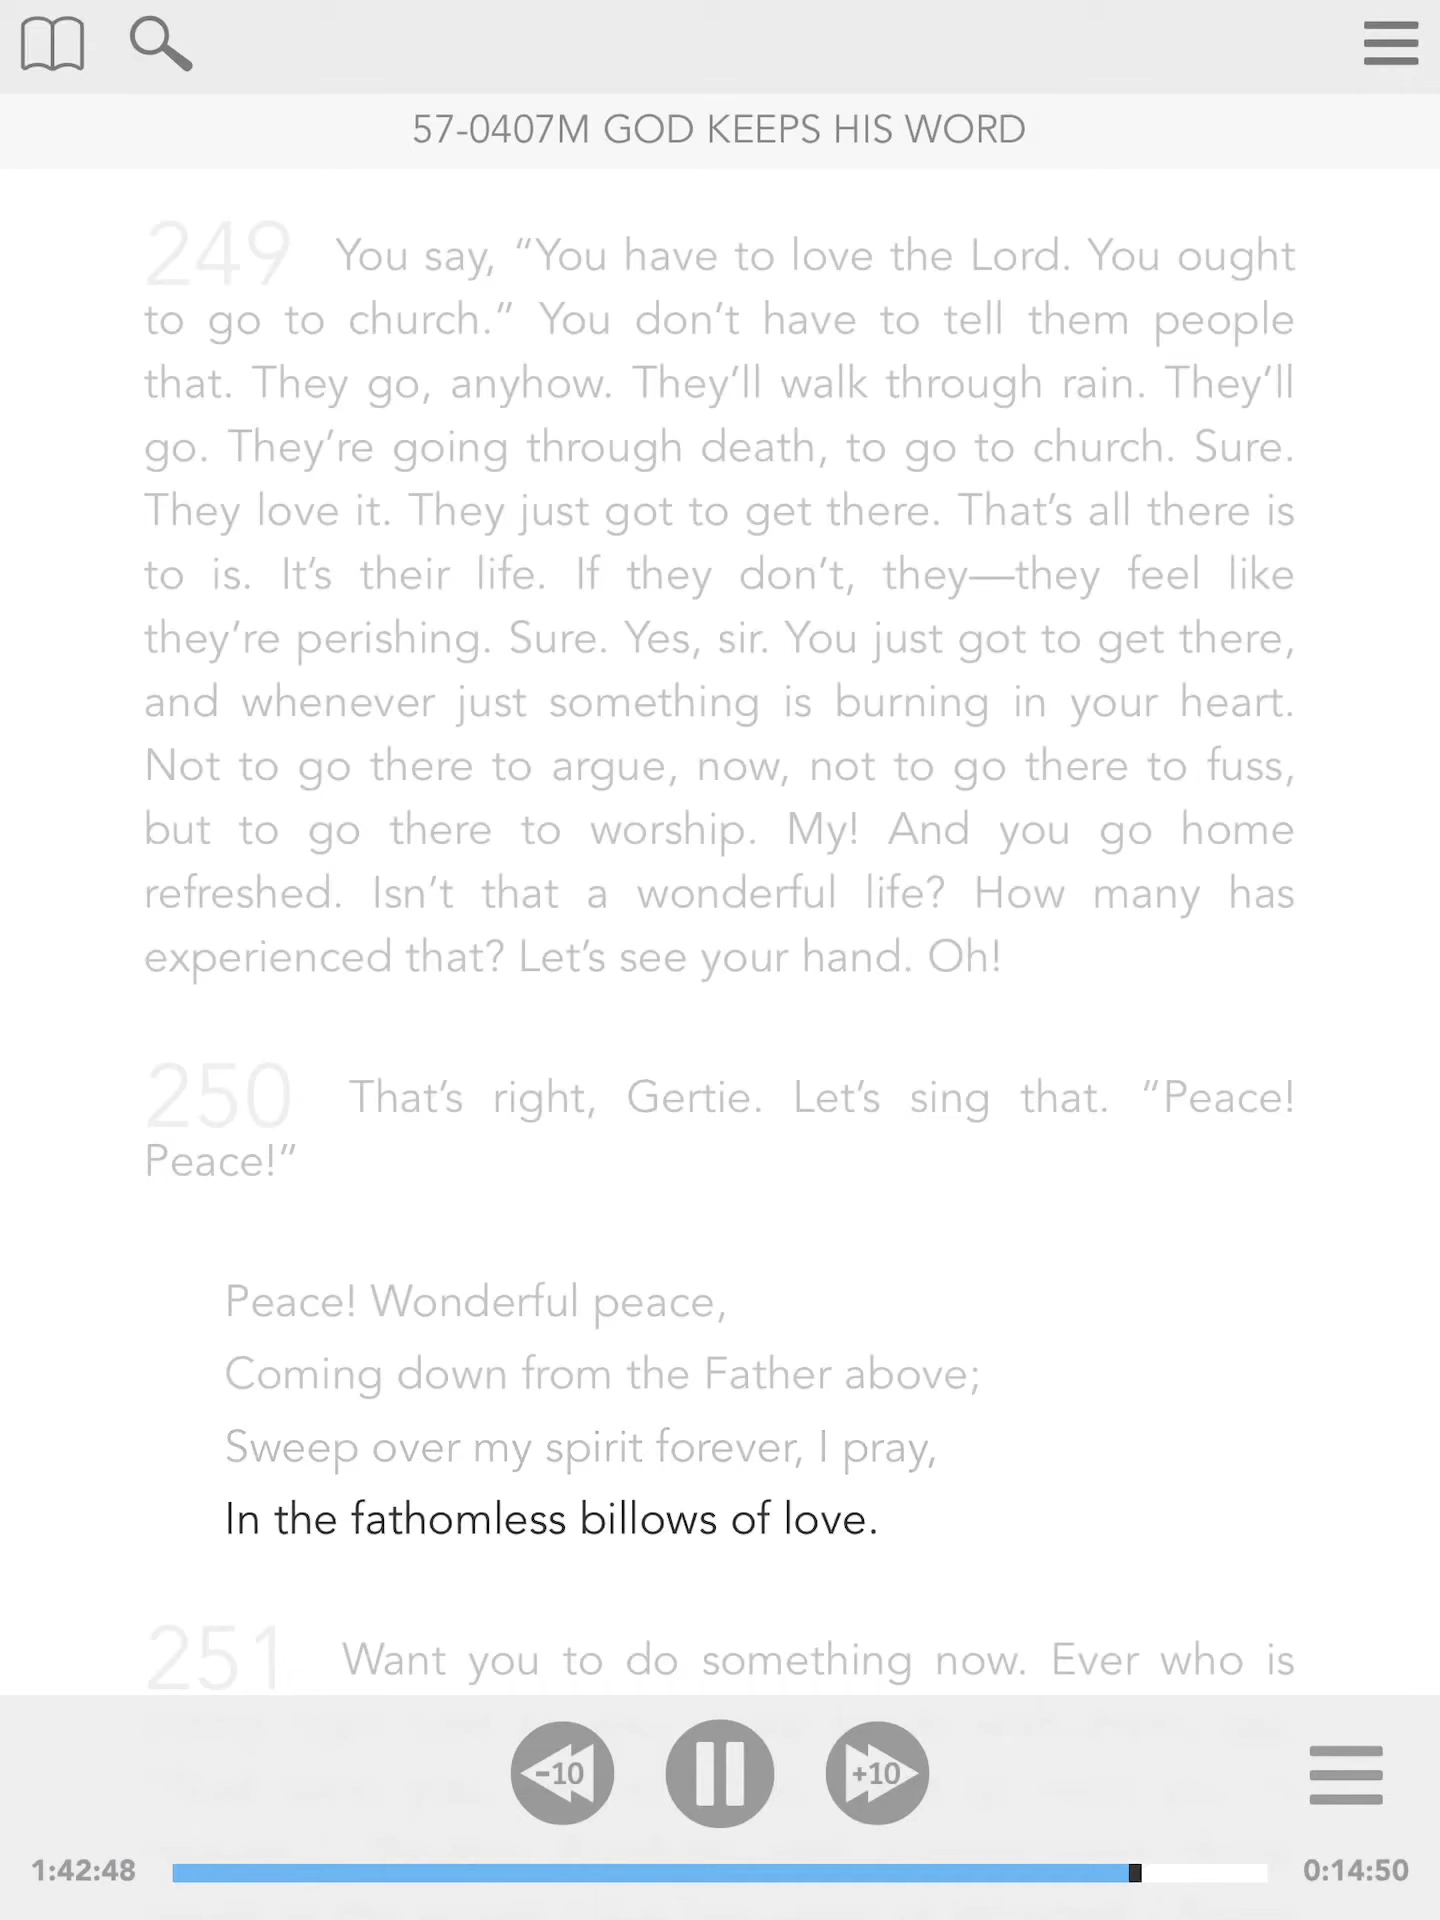 57-0407M GOD KEEPS HIS WORD
249 You say, “You have to love the Lord. You ought
to go to church.” You don’t have to tell them people
that. They go, anyhow. They’ll walk through rain. They’ll
go. They’re going through death, to go to church. Sure.
They love it. They just got to get there. That’s all there is
to is. It’s their life. If they don’t, they—they feel like
they’re perishing. Sure. Yes, sir. You just got to get there,
and whenever just something is burning in your heart.
Not to go there to argue, now, not to go there to fuss,
but to go there to worship. My! And you go home
refreshed. Isn’t that a wonderful life? How many has
experienced that? Let’s see your hand. Oh!
250 That’s right, Gertie. Let’s sing that. “Peace!
Peace!”
Peace! Wonderful peace,
Coming down from the Father above;
Sweep over my spirit forever, I pray,
In the fathomless billows of love.
251 Want you to do something now. Ever who is
-10 +10
1:42:48 0:14:50